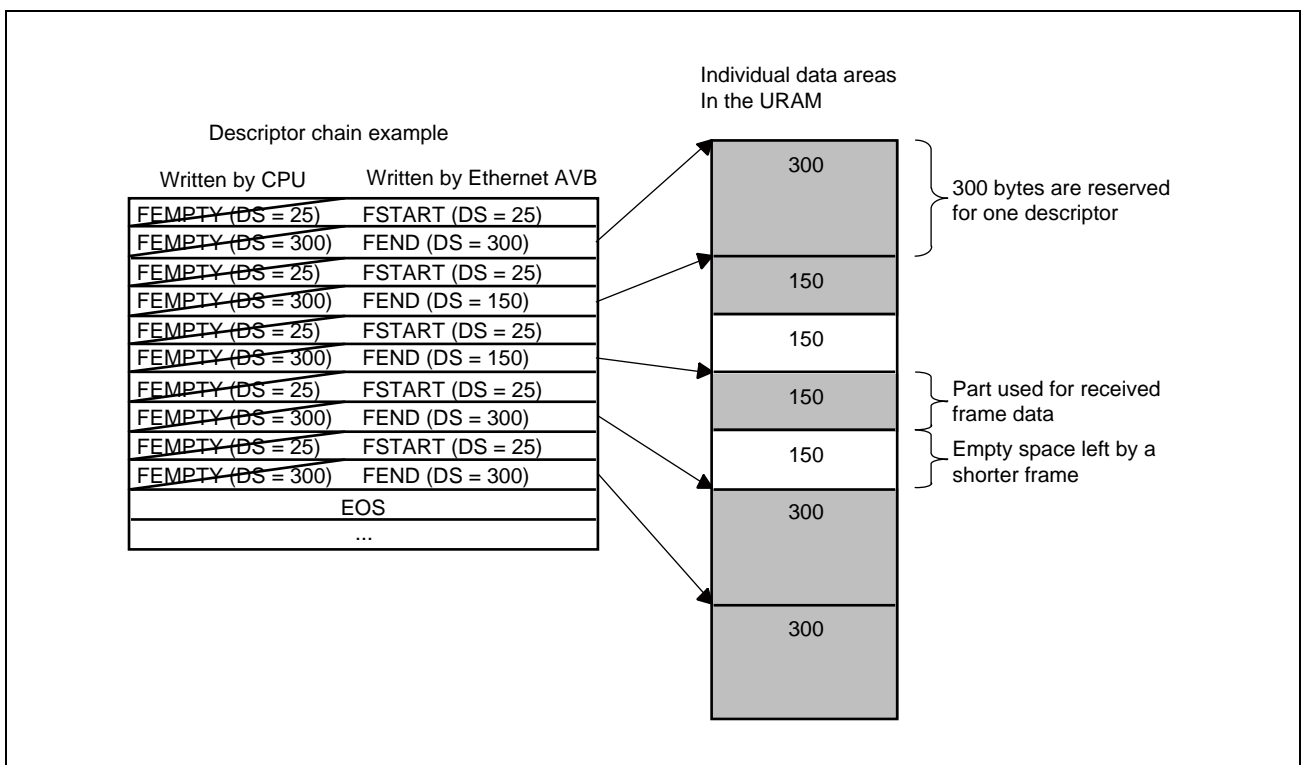 Individual data areas
In the URAM
Descriptor chain example
Written by CPU Written by Ethernet AVB
FEMPTY (DS = 25) FSTART (DS = 25)
FEMPTY (DS = 300) FEND (DS = 300)
FEMPTY (DS = 25) FSTART (DS = 25)
FEMPTY (DS = 300) FEND (DS = 150)
FEMPTY (DS = 25) FSTART (DS = 25)
FEMPTY (DS = 300) FEND (DS = 150)
FEMPTY (DS = 25) FSTART (DS = 25)
FEMPTY (DS = 300) FEND (DS = 300)
FEMPTY (DS = 25) FSTART (DS = 25)
FEMPTY (DS = 300) FEND (DS = 300)
EOS
...
300
150
150
150
150
300
300
300 bytes are reserved
for one descriptor
Part used for received
frame data
Empty space left by a
shorter frame